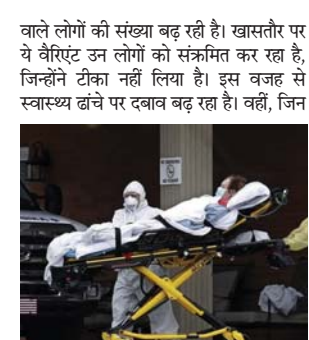 वाले लोगों की संख्या बढ़ रही है। खासतौर पर
ये वैरिएंट उन लोगों को संक्रमित कर रहा है,
जिन्होंने टीका नहीं लिया है। इस वजह से
स्वास्थ्य ढांचे पर दबाव बढ़ रहा है। वहीं, जिन